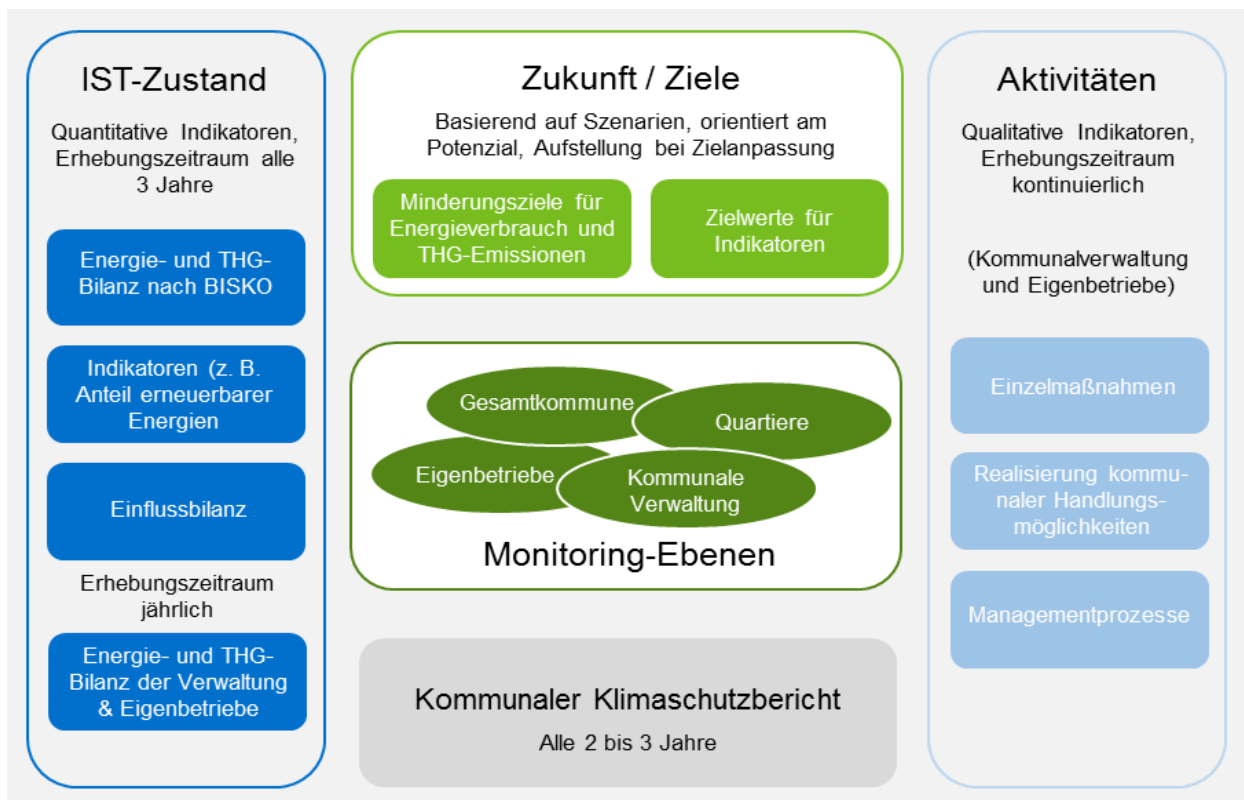 IST-Zustand
Quantitative Indikatoren,
Erhebungszeitraum alle
3 Jahre
Energie- und THG-
Bilanz nach BISKO
Indikatoren (z. B.
Anteil erneuerbarer
Energien
Einflussbilanz
Erhebungszeitraum
jährlich
Energie- und THG-
Bilanz der Verwaltung
& Eigenbetriebe
Zukunft / Ziele
Basierend auf Szenarien, orientiert am
Potenzial, Aufstellung bei Zielanpassung
Minderungsziele für
Energieverbrauch und
THG-Emissionen
Zielwerte für
Indikatoren
Gesamtkommune
Quartiere
Eigenbetriebe
Kommunale
Verwaltung
Monitoring-Ebenen
Kommunaler Klimaschutzbericht
Alle 2 bis 3 Jahre
Aktivitäten
Qualitative Indikatoren,
Erhebungszeitraum
kontinuierlich
(Kommunalverwaltung
und Eigenbetriebe)
Einzelmaßnahmen
Realisierung kommu-
naler Handlungs-
möglichkeiten
Managementprozesse